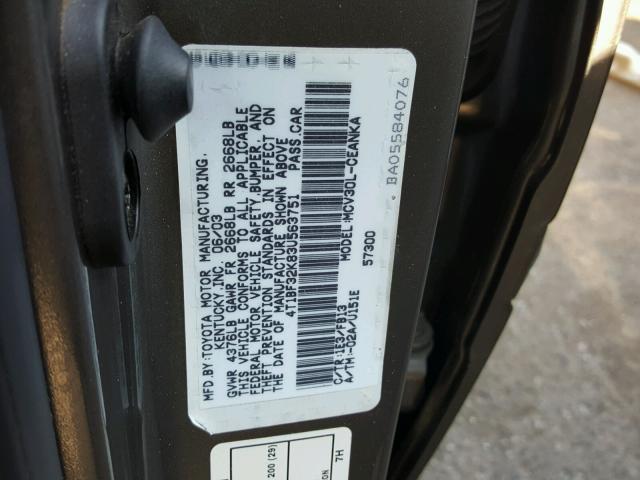 MFD.BY:TOYOTA MOTOR MANUFACTURING.
KENTUCKY.INC. 06/03
GVWR 4376LB GAWR FR 2668LB RR 2668LB
THIS VEHICLE CONFORMS TO ALL APPLICABLE
FEDERAL MOTOR VEHICLE SAFETY,BUMPER, AND
THEFT PREVENTION STANDARDS IN EFFECT ON
THE DATE OF MANUFACTURE SHOWN ABOVE
4T1BF32K83U563751 PASS.CAR
C/TR:1E3/FB13 MODEL:MCV30L-CEANKA
A/TM:-02A/U151E 57300
BA05584076
200 (29)
7H